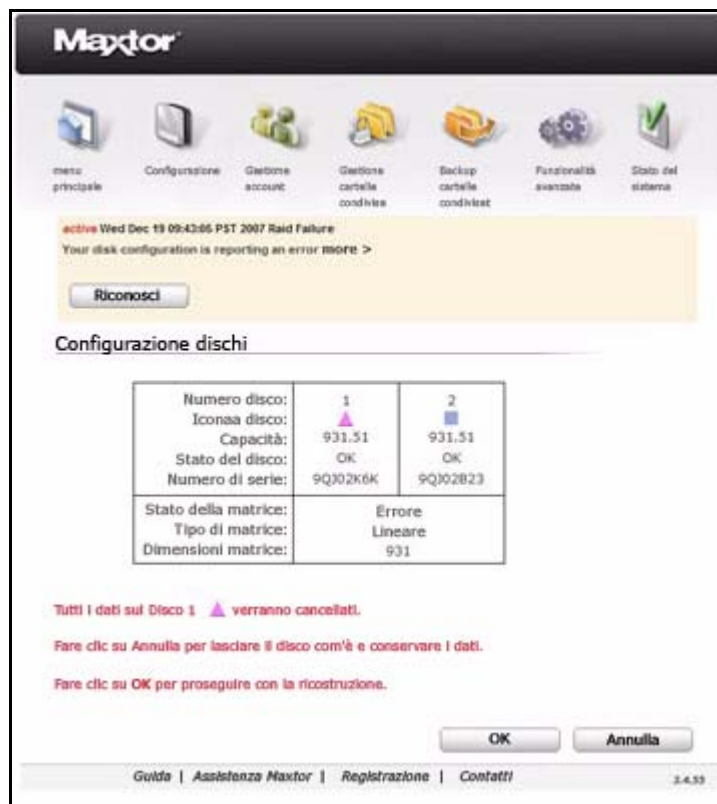 Maxtor
menu principale
Configurazione
Gestione account
Gestione cartelle condivise
Backup cartelle condiviset
Funzionalità avanzate
Stato del sistema
active Wed Dec 19 09:43:06 PST 2007 Raid Failure
Your disk configuration is reporting an error more >
Riconosci
Configurazione dischi
Numero disco: 1 2
Iconaa disco:
Capacità: 931.51 931.51
Stato del disco: OK OK
Numero di serie: 9QJ02K6K 9QJ02B23
Stato della matrice: Errore
Tipo di matrice: Lineare
Dimensioni matrice: 931
Tutti i dati sul Disco 1 verranno cancellati.
Fare clic su Annulla per lasciare il disco com'è e conservare i dati.
Fare clic su OK per proseguire con la ricostruzione.
OK Annulla
Guida | Assistenza Maxtor | Registrazione | Contatti
2.4.33